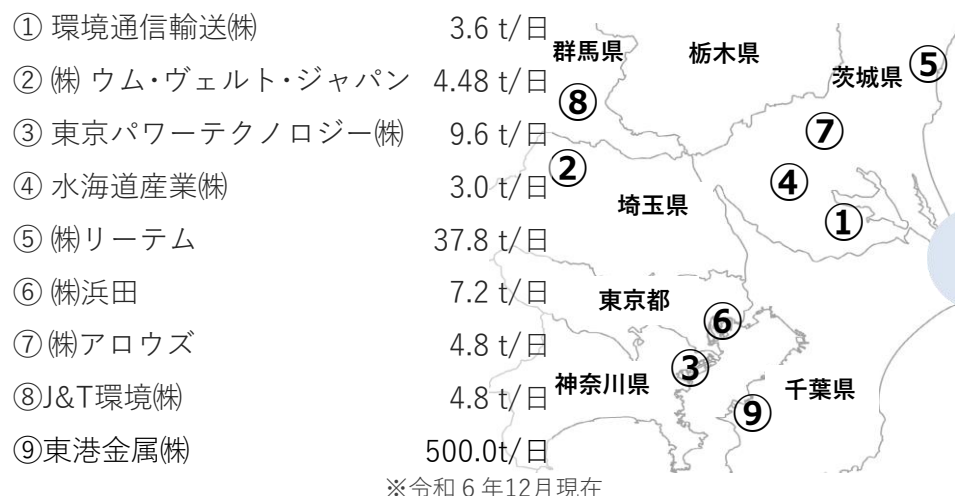 ① 環境通信輸送㈱ 3.6 t/日
② ㈱ ウム・ヴェルト・ジャパン 4.48 t/日
③ 東京パワーテクノロジー㈱ 9.6 t/日
④ 水海道産業㈱ 3.0 t/日
⑤ ㈱リーテム 37.8 t/日
⑥ ㈱浜田 7.2 t/日
⑦ ㈱アロウズ 4.8 t/日
⑧J&T環境㈱ 4.8 t/日
⑨東港金属㈱ 500.0t/日
※令和6年12月現在
群馬県
栃木県
茨城県
⑤
⑧
⑦
②
④
埼玉県
①
東京都
⑥
③
神奈川県
千葉県
⑨